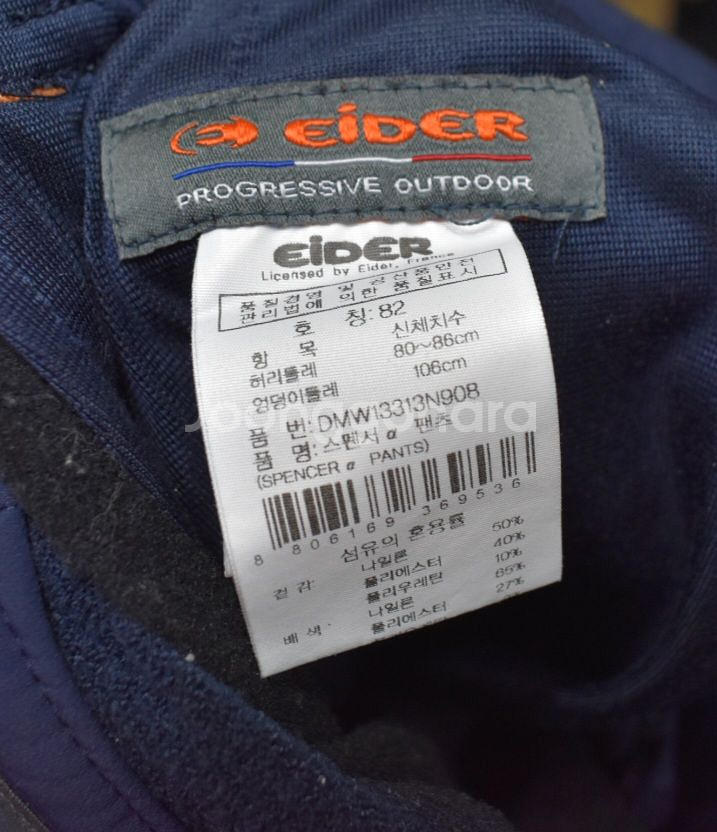 EiDER
PROGRESSIVE OUTDOOR
EiDER
Licensed by Eider, France
품질경영 및 공산품안전
관리법에 의한 품질표시
호 칭: 82
항 목 신체치수
허리둘레 80~86cm
엉덩이둘레 106cm
품 번: DMW13313N908
품 명: 스펜서 α 팬츠
(SPENCER α PANTS)
8 806169 369536
섬유의 혼용률
겉 감 나일론 50%
폴리에스터 40%
폴리우레탄 10%
배 색 나일론 65%
폴리에스터 27%
Joonggonara